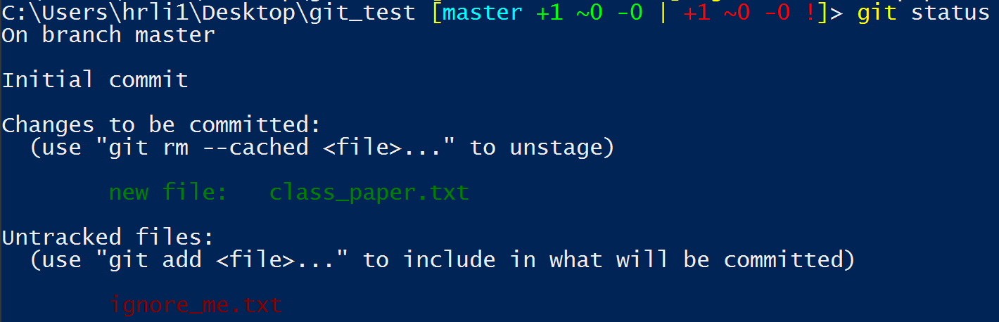 C:\Users\hrli1\Desktop\git_test [master +1 ~0 -0 | +1 ~0 -0 !]> git status
On branch master
Initial commit
Changes to be committed:
(use "git rm --cached <file>..." to unstage)
new file: class_paper.txt
Untracked files:
(use "git add <file>..." to include in what will be committed)
ignore_me.txt